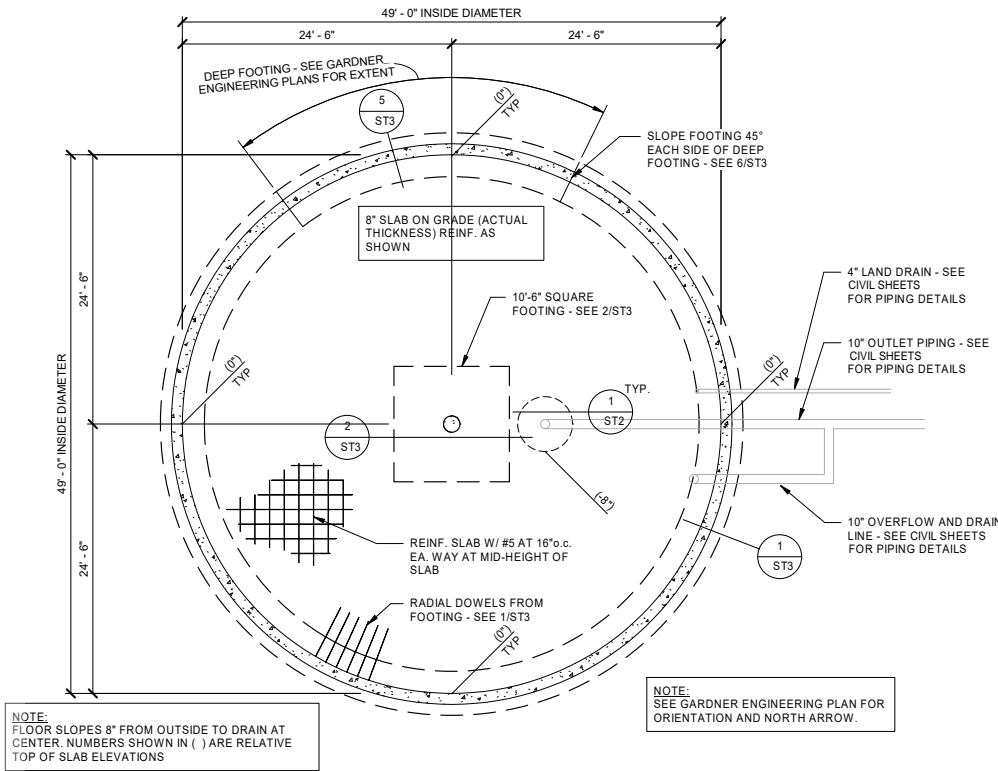 49' - 0" INSIDE DIAMETER
24' - 6"
24' - 6"
DEEP FOOTING - SEE GARDNER
ENGINEERING PLANS FOR EXTENT
5
ST3
(0")
TYP
SLOPE FOOTING 45°
EACH SIDE OF DEEP
FOOTING - SEE 6/ST3
8" SLAB ON GRADE (ACTUAL
THICKNESS) REINF. AS
SHOWN
24' - 6"
49' - 0" INSIDE DIAMETER
24' - 6"
10'-6" SQUARE
FOOTING - SEE 2/ST3
4" LAND DRAIN - SEE
CIVIL SHEETS
FOR PIPING DETAILS
10" OUTLET PIPING - SEE
CIVIL SHEETS
FOR PIPING DETAILS
(0")
TYP
(0")
TYP
TYP.
1
ST2
2
ST3
(-8")
10" OVERFLOW AND DRAIN
LINE - SEE CIVIL SHEETS
FOR PIPING DETAILS
1
ST3
REINF. SLAB W/ #5 AT 16"o.c.
EA. WAY AT MID-HEIGHT OF
SLAB
RADIAL DOWELS FROM
FOOTING - SEE 1/ST3
(0")
TYP
NOTE:
SEE GARDNER ENGINEERING PLAN FOR
ORIENTATION AND NORTH ARROW.
NOTE:
FLOOR SLOPES 8" FROM OUTSIDE TO DRAIN AT
CENTER. NUMBERS SHOWN IN ( ) ARE RELATIVE
TOP OF SLAB ELEVATIONS